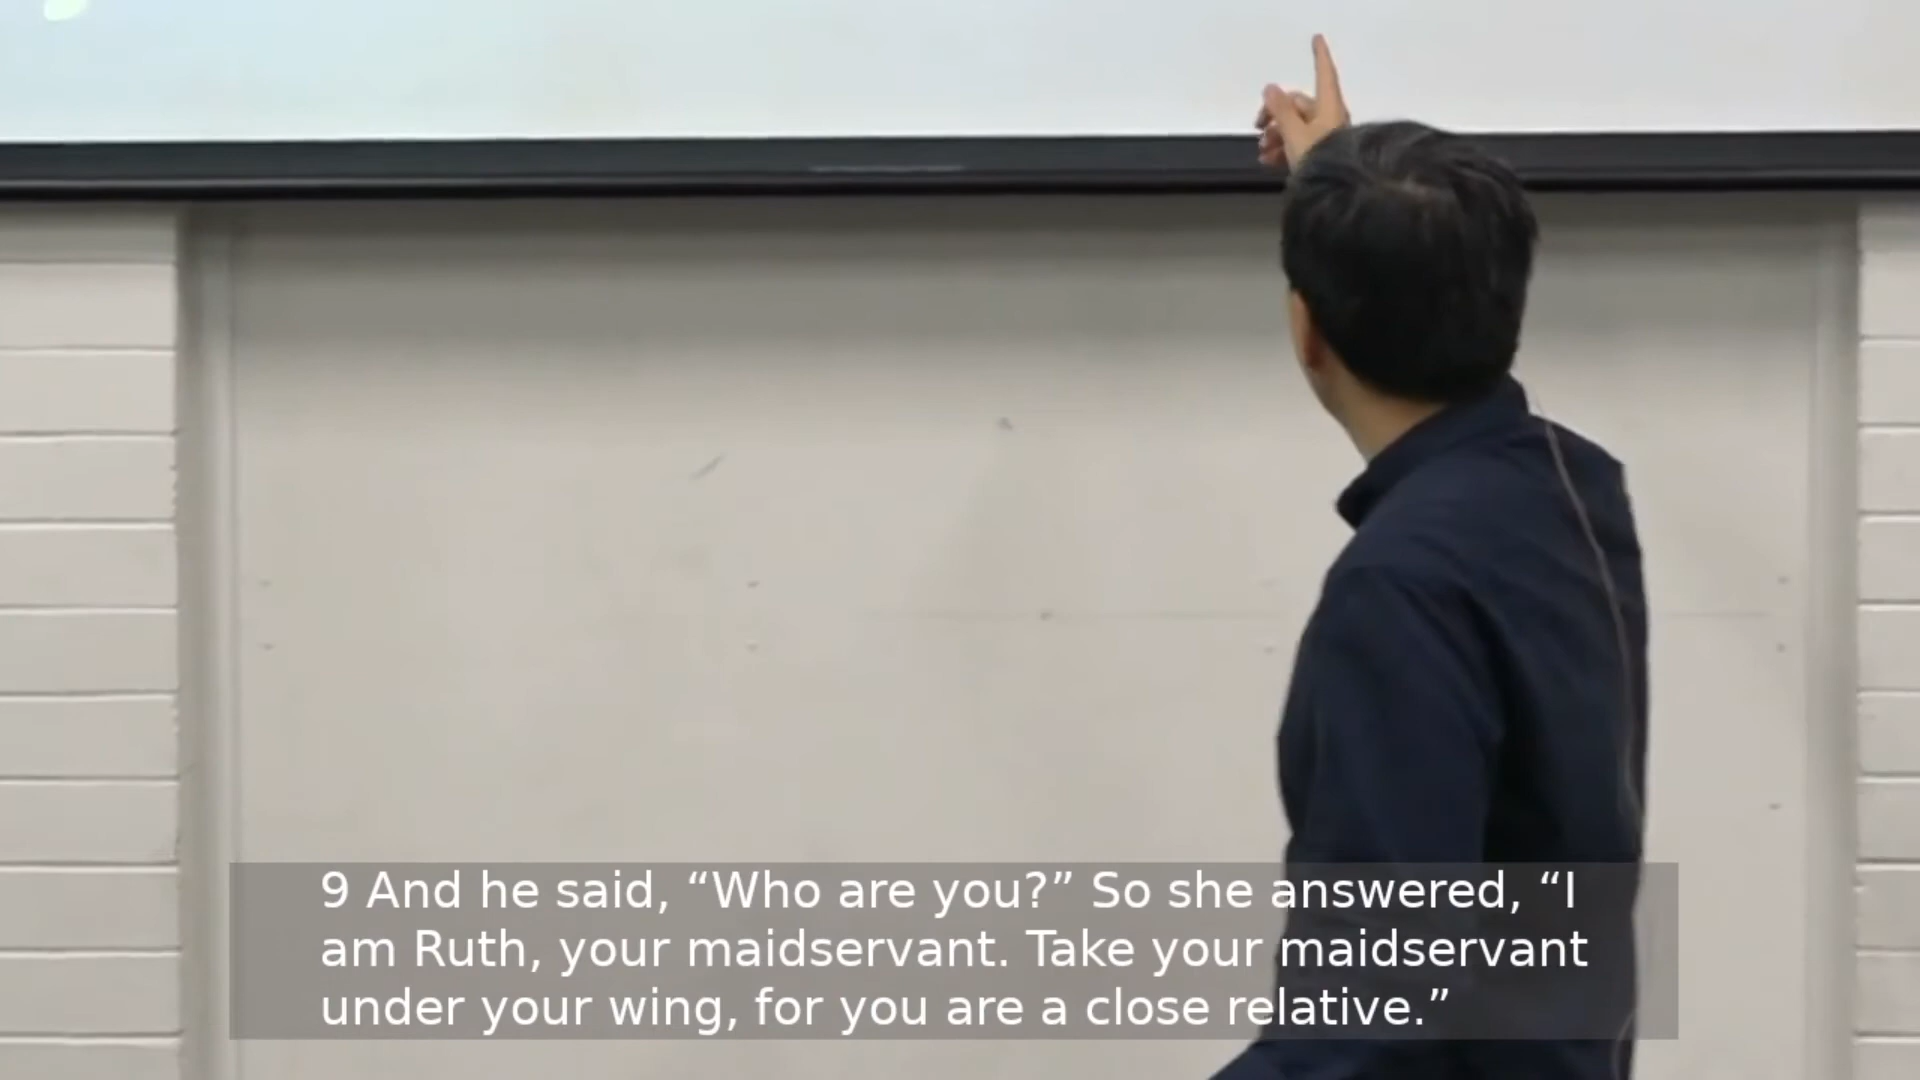 9 And he said, “Who are you?” So she answered, “I
am Ruth, your maidservant. Take your maidservant
under your wing, for you are a close relative.”